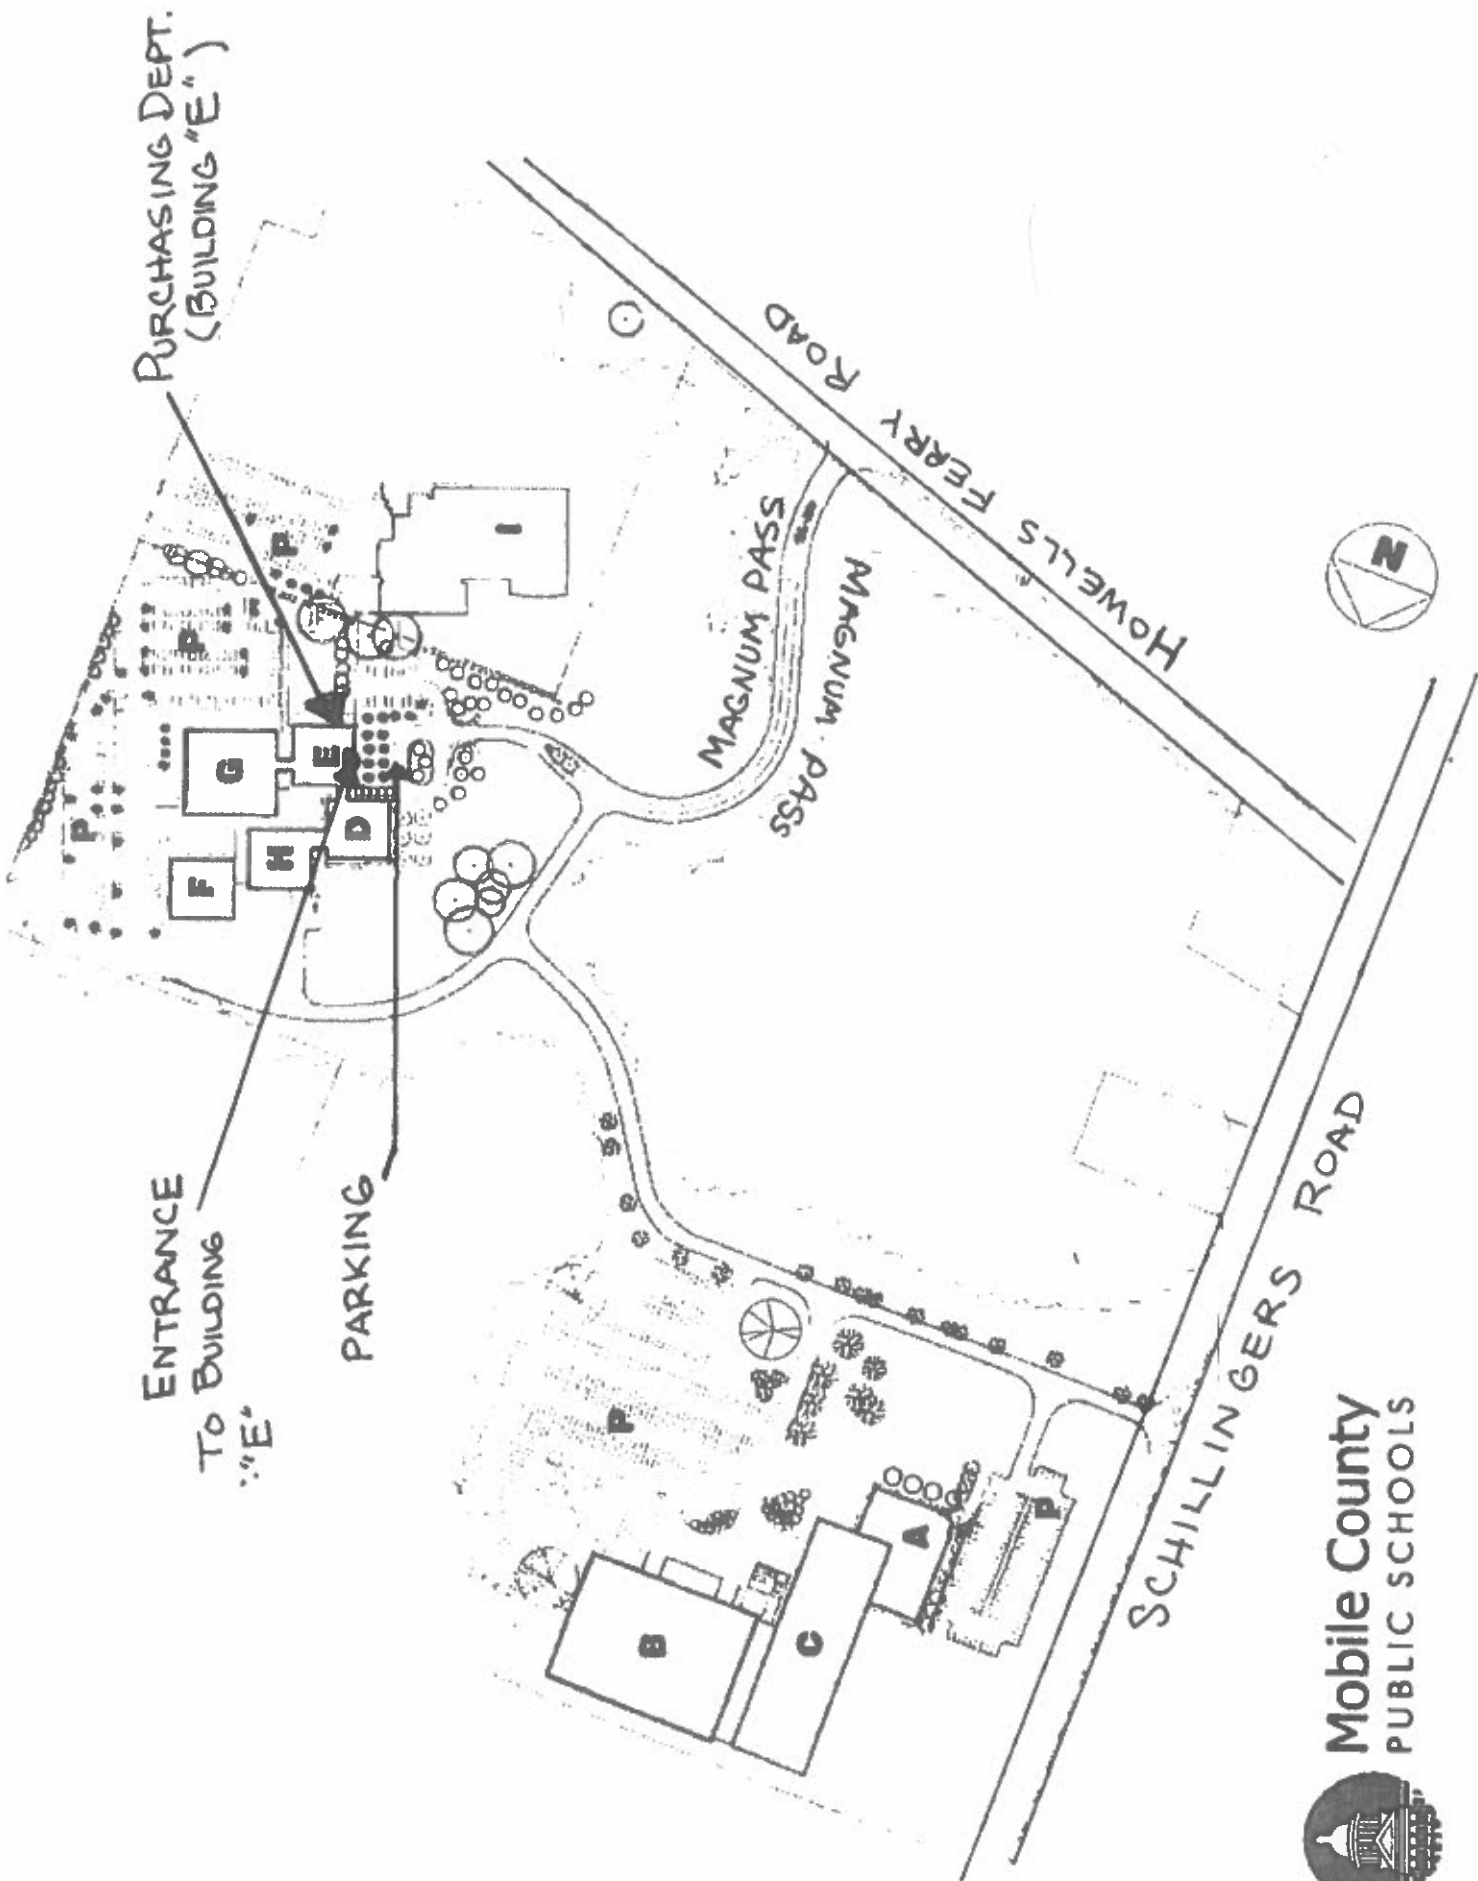 PURCHASING DEPT.
(BUILDING "E")
ENTRANCE
TO BUILDING
"E"
PARKING
P
P
P
F
G
H
E
D
I
MAGNUM PASS
MAGNUM PASS
HOWELLS FERRY ROAD
N
P
B
C
A
P
SCHILLINGERS ROAD
Mobile County
PUBLIC SCHOOLS